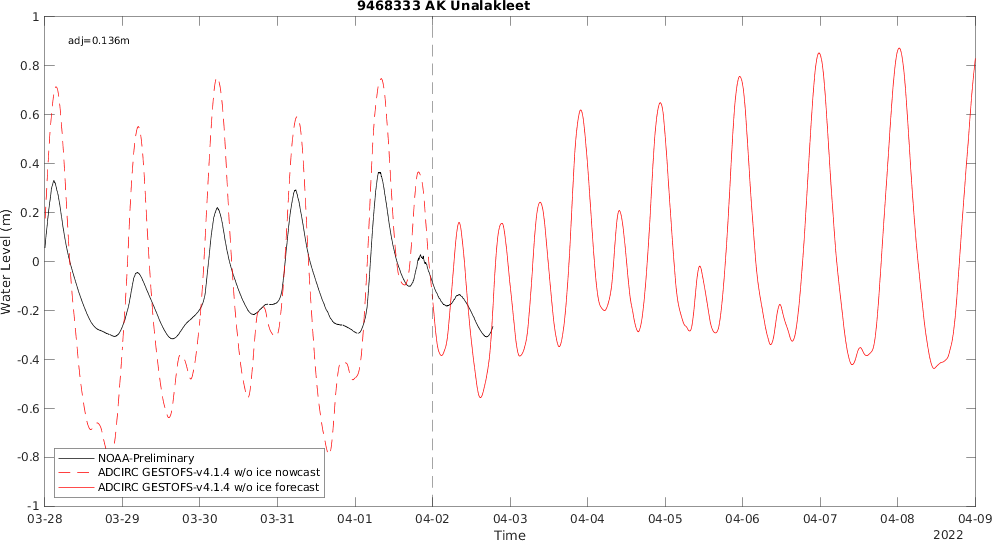 9468333 AK Unalakleet
adj=0.136m
1
0.8
0.6
0.4
0.2
0
-0.2
-0.4
-0.6
-0.8
-1
Water Level (m)
NOAA-Preliminary
ADCIRC GESTOFS-v4.1.4 w/o ice nowcast
ADCIRC GESTOFS-v4.1.4 w/o ice forecast
03-28 03-29 03-30 03-31 04-01 04-02 04-03 04-04 04-05 04-06 04-07 04-08 04-09
Time
2022